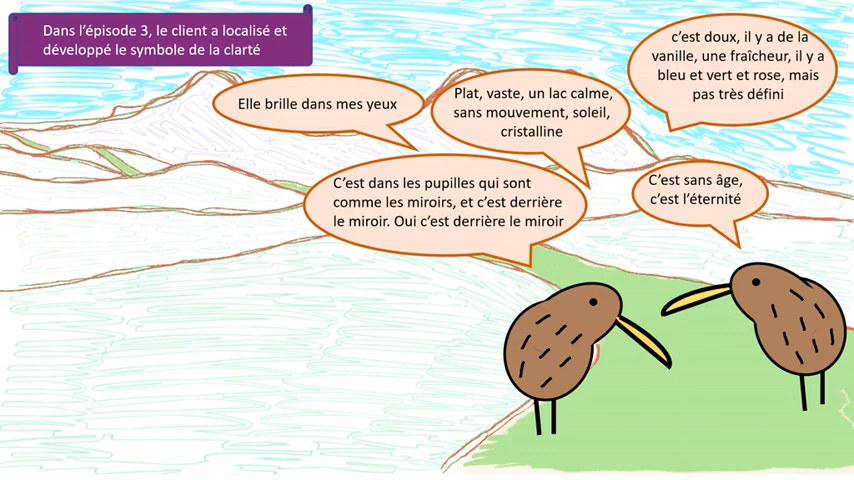 Dans l'épisode 3, le client a localisé et
développé le symbole de la clarté
Elle brille dans mes yeux
Plat, vaste, un lac calme,
sans mouvement, soleil,
cristalline
c'est doux, il y a de la
vanille, une fraîcheur, il y a
bleu et vert et rose, mais
pas très défini
C'est dans les pupilles qui sont
comme les miroirs, et c'est derrière
le miroir. Oui c'est derrière le miroir
C'est sans âge,
c'est l'éternité